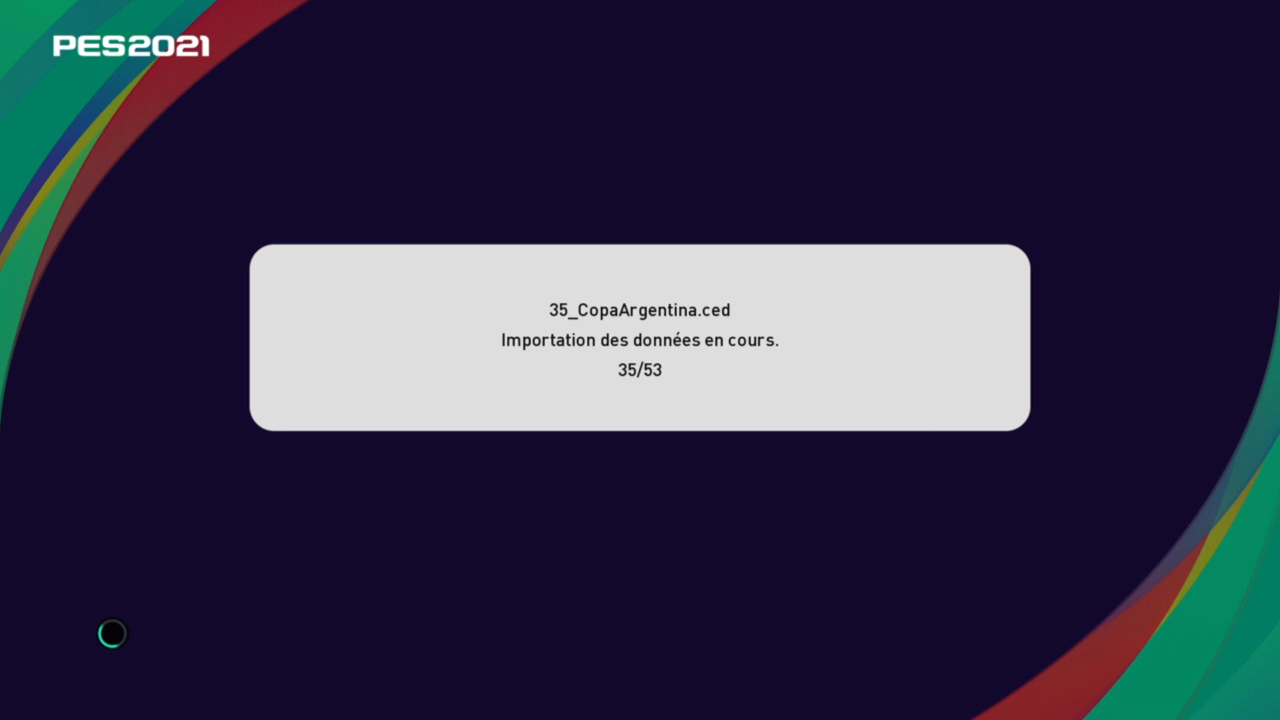 PES2021
35_CopaArgentina.ced
Importation des données en cours.
35/53